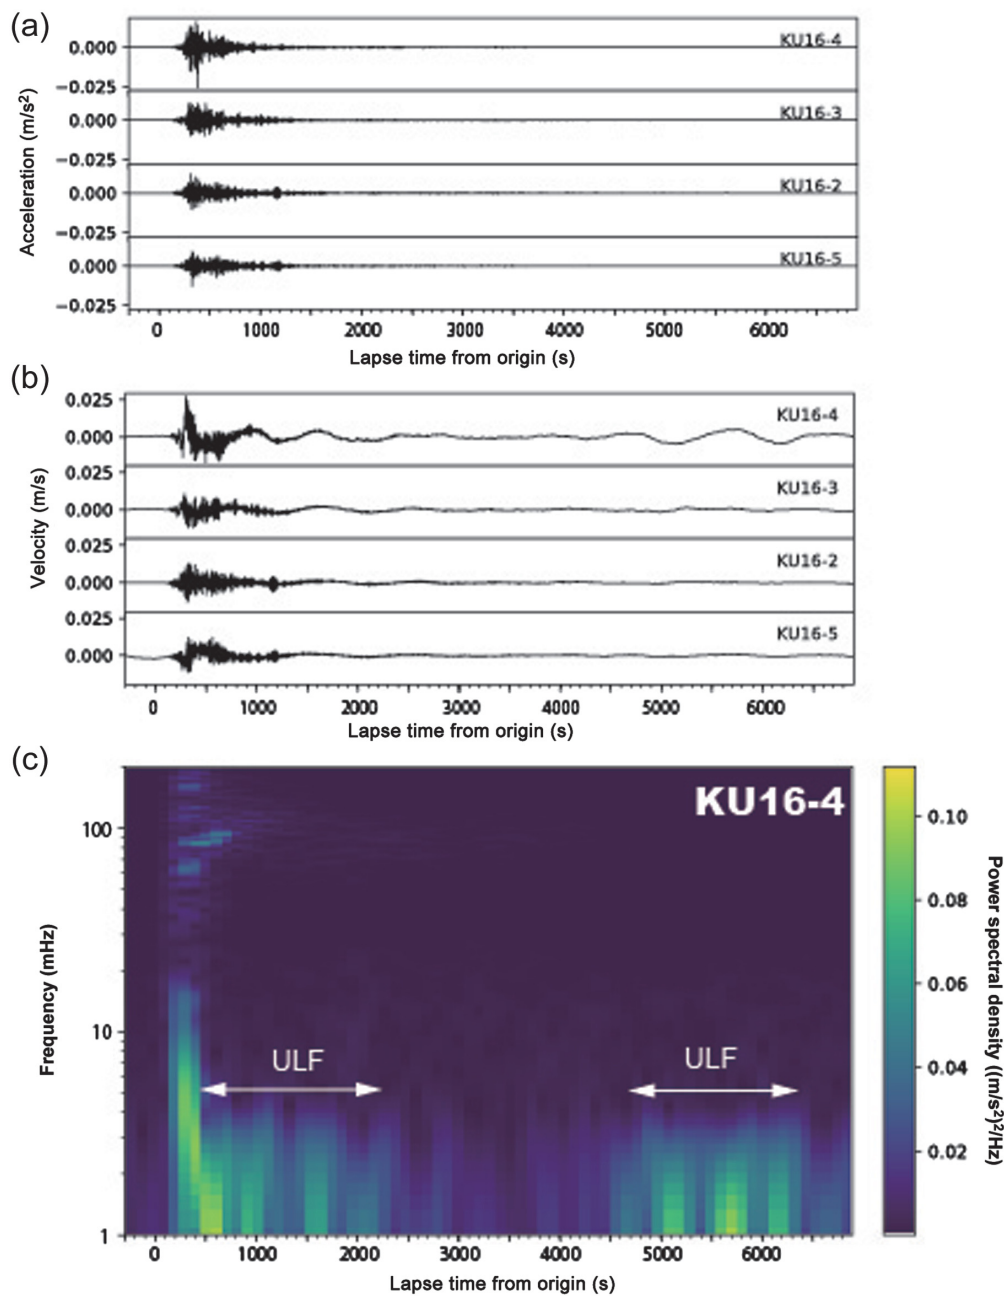 (a)
0.000
−0.025
KU16-4
0.000
−0.025
KU16-3
0.000
−0.025
KU16-2
0.000
−0.025
KU16-5
Acceleration (m/s²)
0 1000 2000 3000 4000 5000 6000
Lapse time from origin (s)
(b)
0.025
0.000
KU16-4
0.025
0.000
KU16-3
0.025
0.000
KU16-2
0.025
0.000
KU16-5
Velocity (m/s)
0 1000 2000 3000 4000 5000 6000
Lapse time from origin (s)
(c)
KU16-4
100
10
1
Frequency (mHz)
ULF
ULF
0 1000 2000 3000 4000 5000 6000
Lapse time from origin (s)
0.10
0.08
0.06
0.04
0.02
Power spectral density ((m/s²)²/Hz)